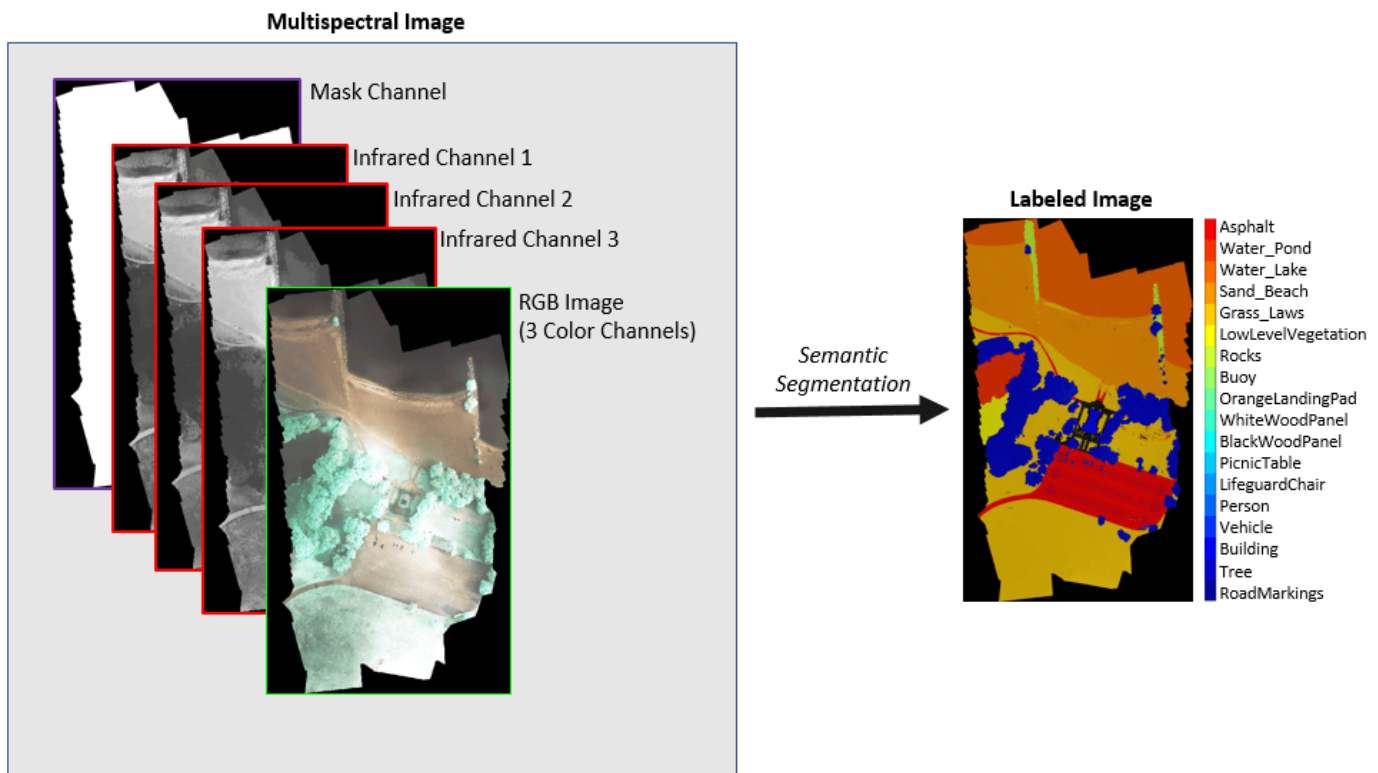 Multispectral Image
Mask Channel
Infrared Channel 1
Infrared Channel 2
Infrared Channel 3
RGB Image
(3 Color Channels)
Semantic
Segmentation
Labeled Image
Asphalt
Water_Pond
Water_Lake
Sand_Beach
Grass_Laws
LowLevelVegetation
Rocks
Buoy
OrangeLandingPad
WhiteWoodPanel
BlackWoodPanel
PicnicTable
LifeguardChair
Person
Vehicle
Building
Tree
RoadMarkings